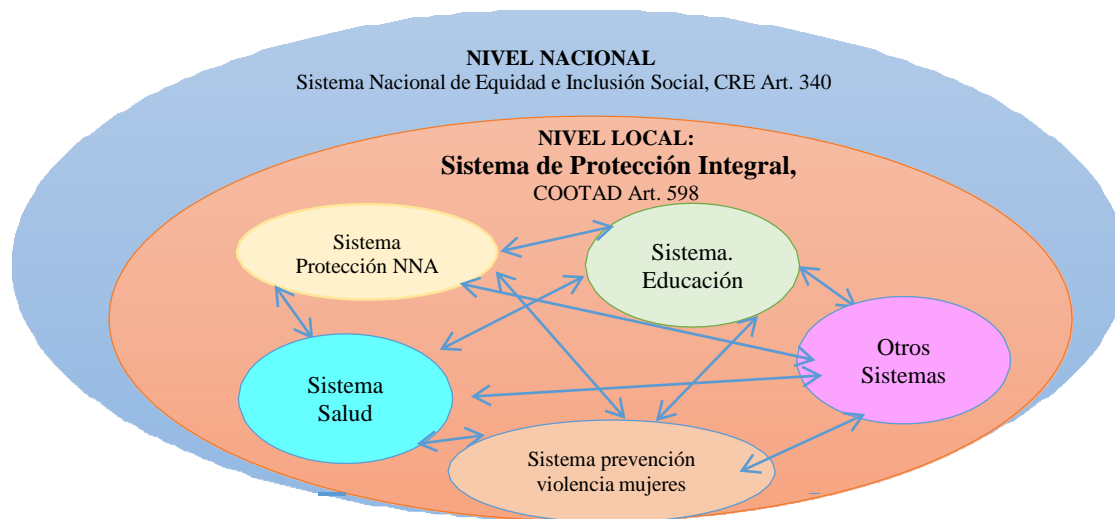 NIVEL NACIONAL
Sistema Nacional de Equidad e Inclusión Social, CRE Art. 340
NIVEL LOCAL:
Sistema de Protección Integral,
COOTAD Art. 598
Sistema
Protección NNA
Sistema.
Educación
Otros
Sistemas
Sistema
Salud
Sistema prevención
violencia mujeres